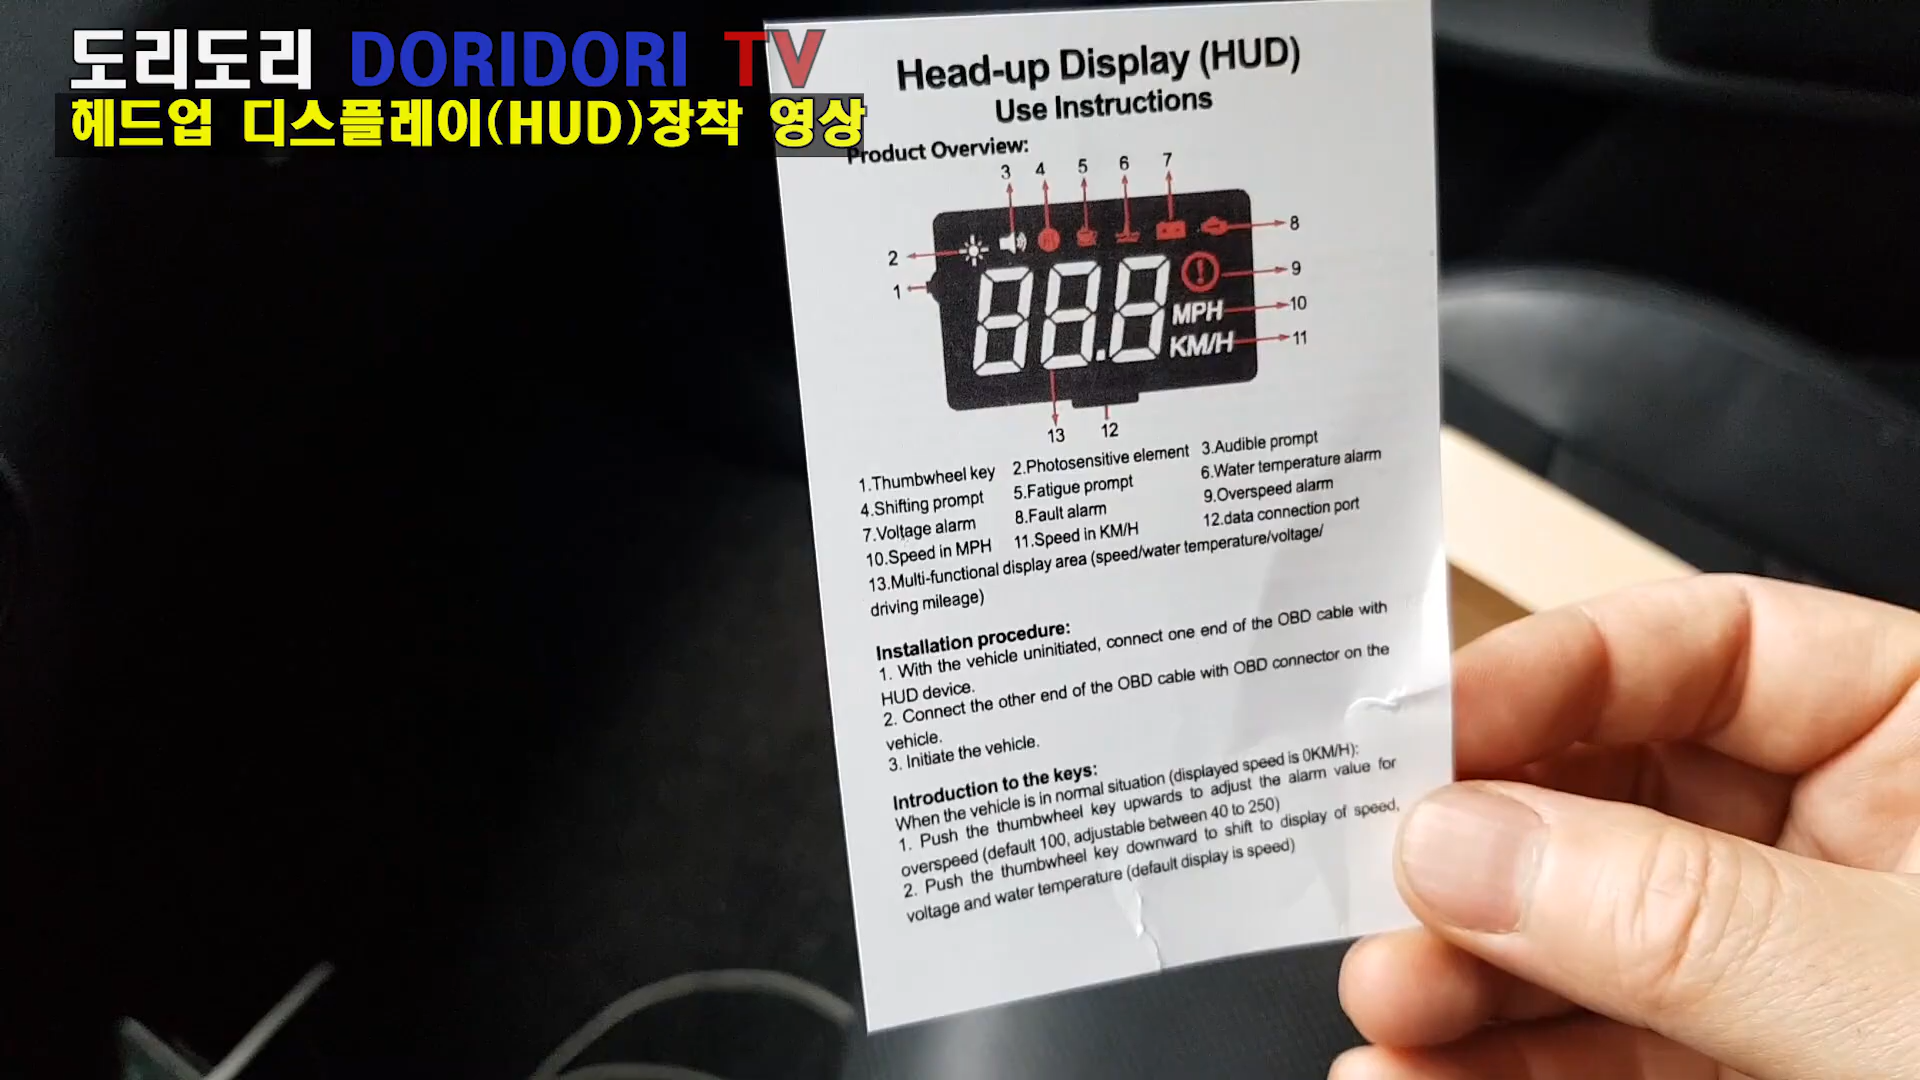 도리도리 DORIDORI TV
헤드업 디스플레이(HUD)장착 영상
Head-up Display (HUD)
Use Instructions
Product Overview:
3 4 5 6 7
2
1
8
9
MPH
10
KM/H
11
88.8
13 12
1.Thumbwheel key 2.Photosensitive element 3.Audible prompt
4.Shifting prompt 5.Fatigue prompt 6.Water temperature alarm
7.Voltage alarm 8.Fault alarm 9.Overspeed alarm
10.Speed in MPH 11.Speed in KM/H 12.data connection port
13.Multi-functional display area (speed/water temperature/voltage/
driving mileage)
Installation procedure:
1. With the vehicle uninitiated, connect one end of the OBD cable with
HUD device.
2. Connect the other end of the OBD cable with OBD connector on the
vehicle.
3. Initiate the vehicle.
Introduction to the keys:
When the vehicle is in normal situation (displayed speed is 0KM/H):
1. Push the thumbwheel key upwards to adjust the alarm value for
overspeed (default 100, adjustable between 40 to 250)
2. Push the thumbwheel key downward to shift to display of speed,
voltage and water temperature (default display is speed)